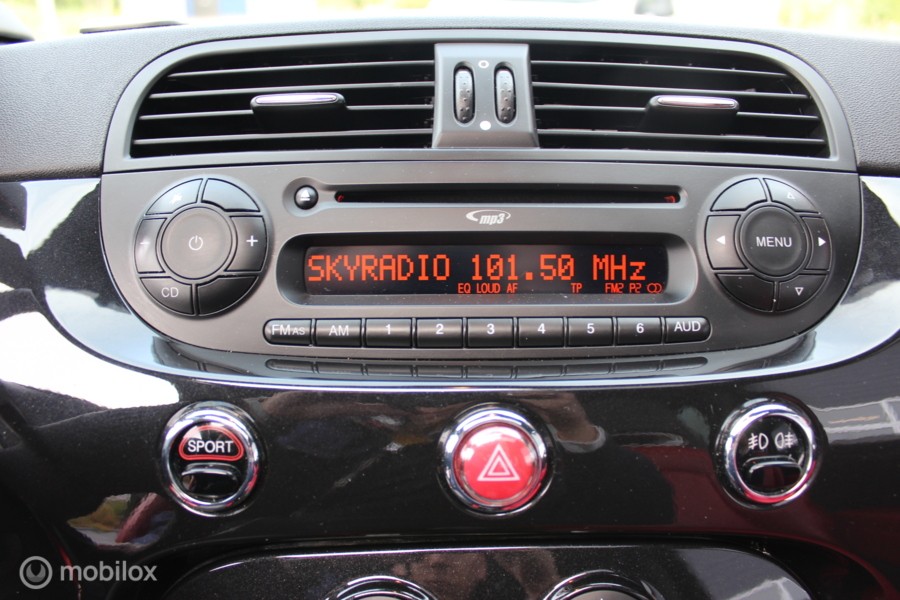 mp3
- + MENU
SKYRADIO 101.50 MHz
EQ LOUD AF TP FM2 P2
CD
FMAS AM 1 2 3 4 5 6 AUD
SPORT
mobilox